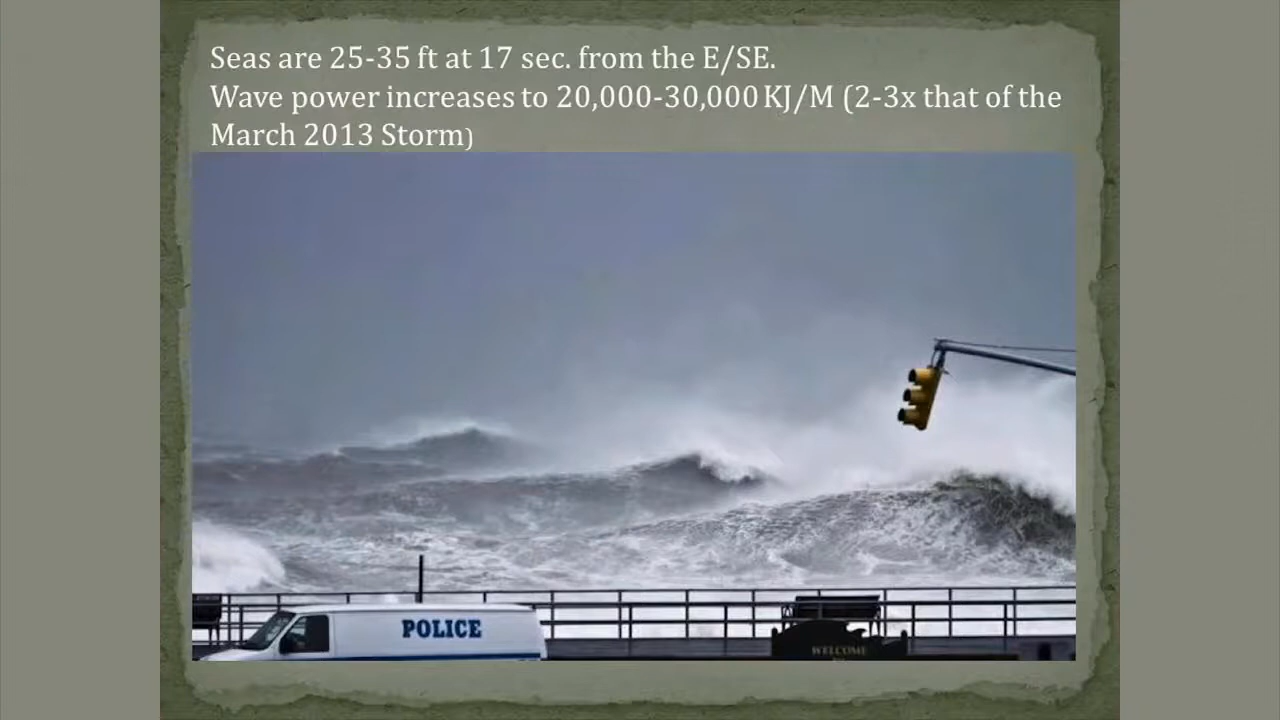 Seas are 25-35 ft at 17 sec. from the E/SE.
Wave power increases to 20,000-30,000 KJ/M (2-3x that of the
March 2013 Storm)
POLICE
WELCOME